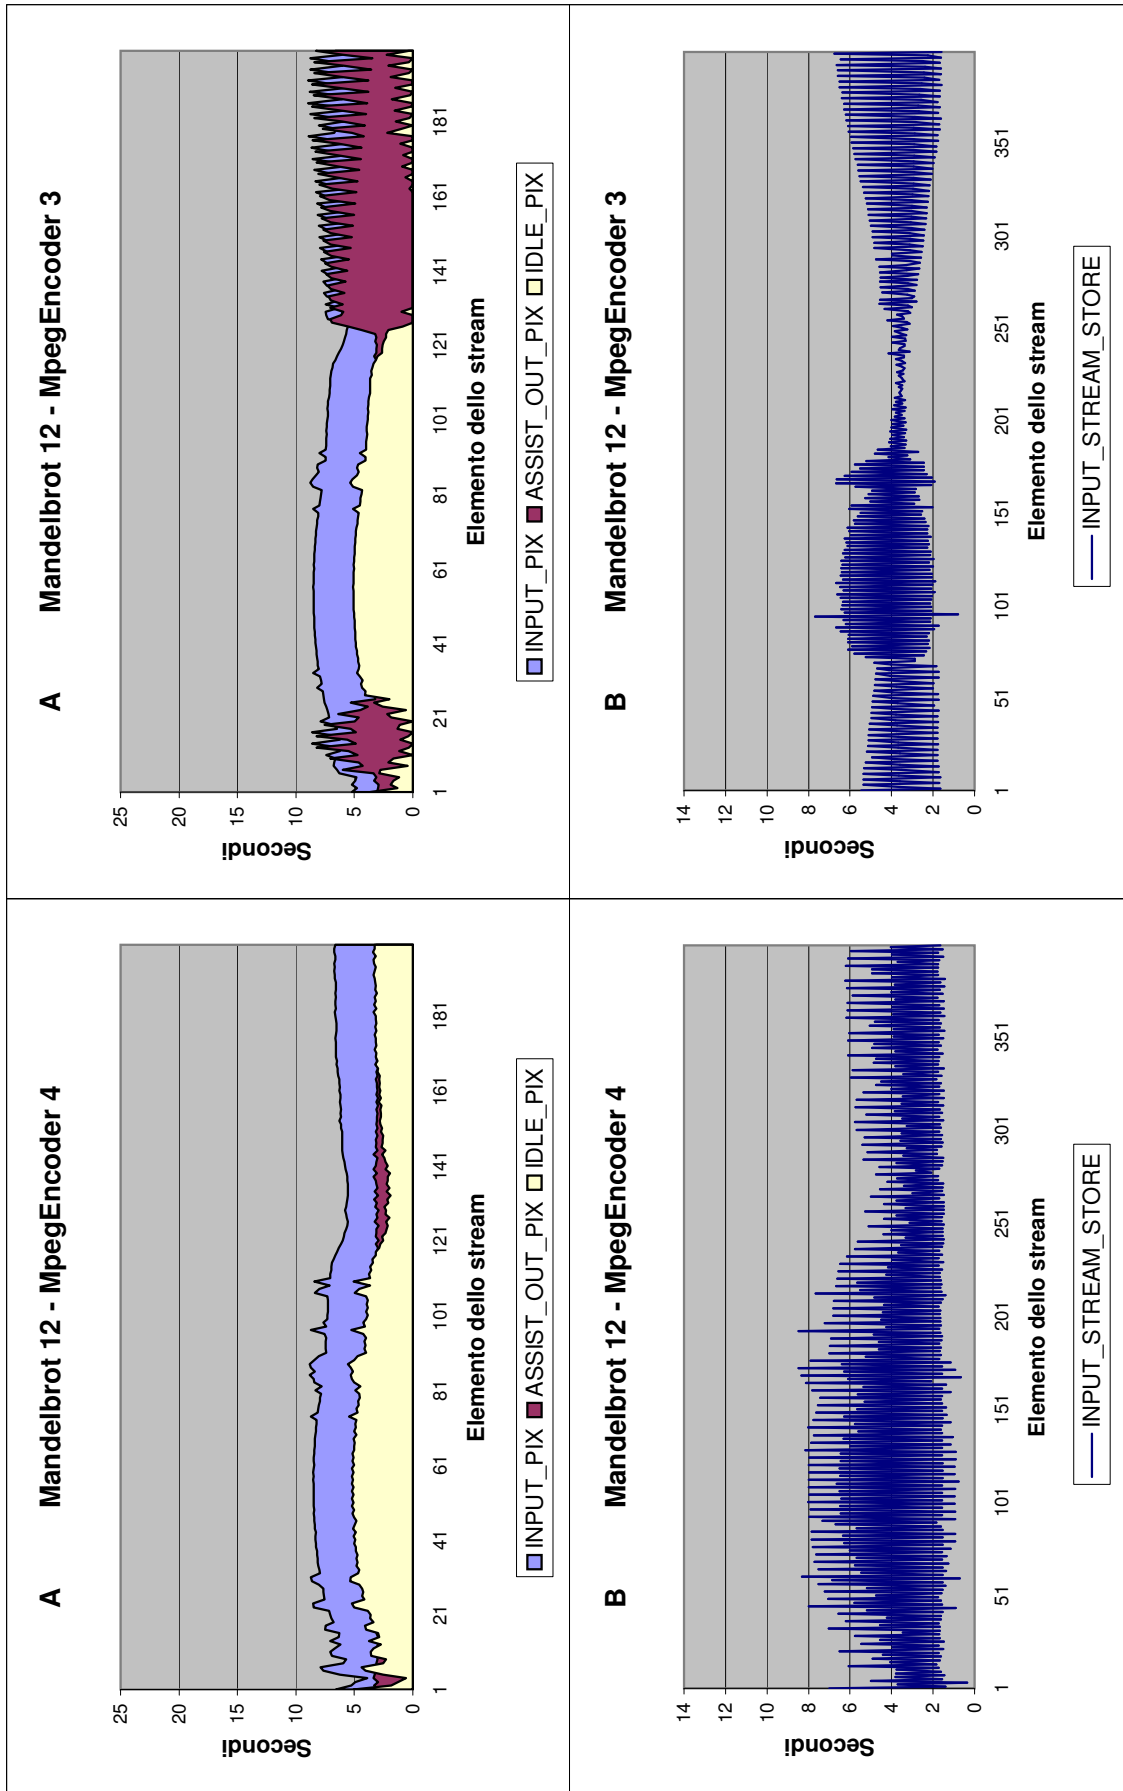 A Mandelbrot 12 - MpegEncoder 4
25
20
15
10
5
0
Secondi
1 21 41 61 81 101 121 141 161 181
Elemento dello stream
INPUT_PIX ASSIST_OUT_PIX IDLE_PIX
A Mandelbrot 12 - MpegEncoder 3
25
20
15
10
5
0
Secondi
1 21 41 61 81 101 121 141 161 181
Elemento dello stream
INPUT_PIX ASSIST_OUT_PIX IDLE_PIX
B Mandelbrot 12 - MpegEncoder 4
14
12
10
8
6
4
2
0
Secondi
1 51 101 151 201 251 301 351
Elemento dello stream
INPUT_STREAM_STORE
B Mandelbrot 12 - MpegEncoder 3
14
12
10
8
6
4
2
0
Secondi
1 51 101 151 201 251 301 351
Elemento dello stream
INPUT_STREAM_STORE